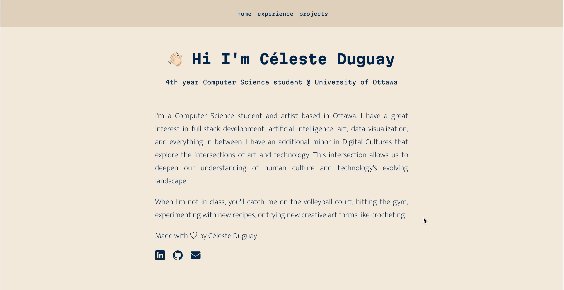 home experience projects
👋🏻 Hi I'm Céleste Duguay
4th year Computer Science student @ University of Ottawa
I'm a Computer Science student and artist based in Ottawa. I have a great
interest in full stack development, artificial intelligence, art, data visualization,
and everything in between. I have an additional minor in Digital Cultures that
explore the intersections of art and technology. This intersection allows us to
deepen our understanding of human culture and technology's evolving
landscape.
When I'm not in class, you'll catch me on the volleyball court, hitting the gym,
experimenting with new recipes, or trying new creative art forms like crocheting.
Made with ♡ by Céleste Duguay